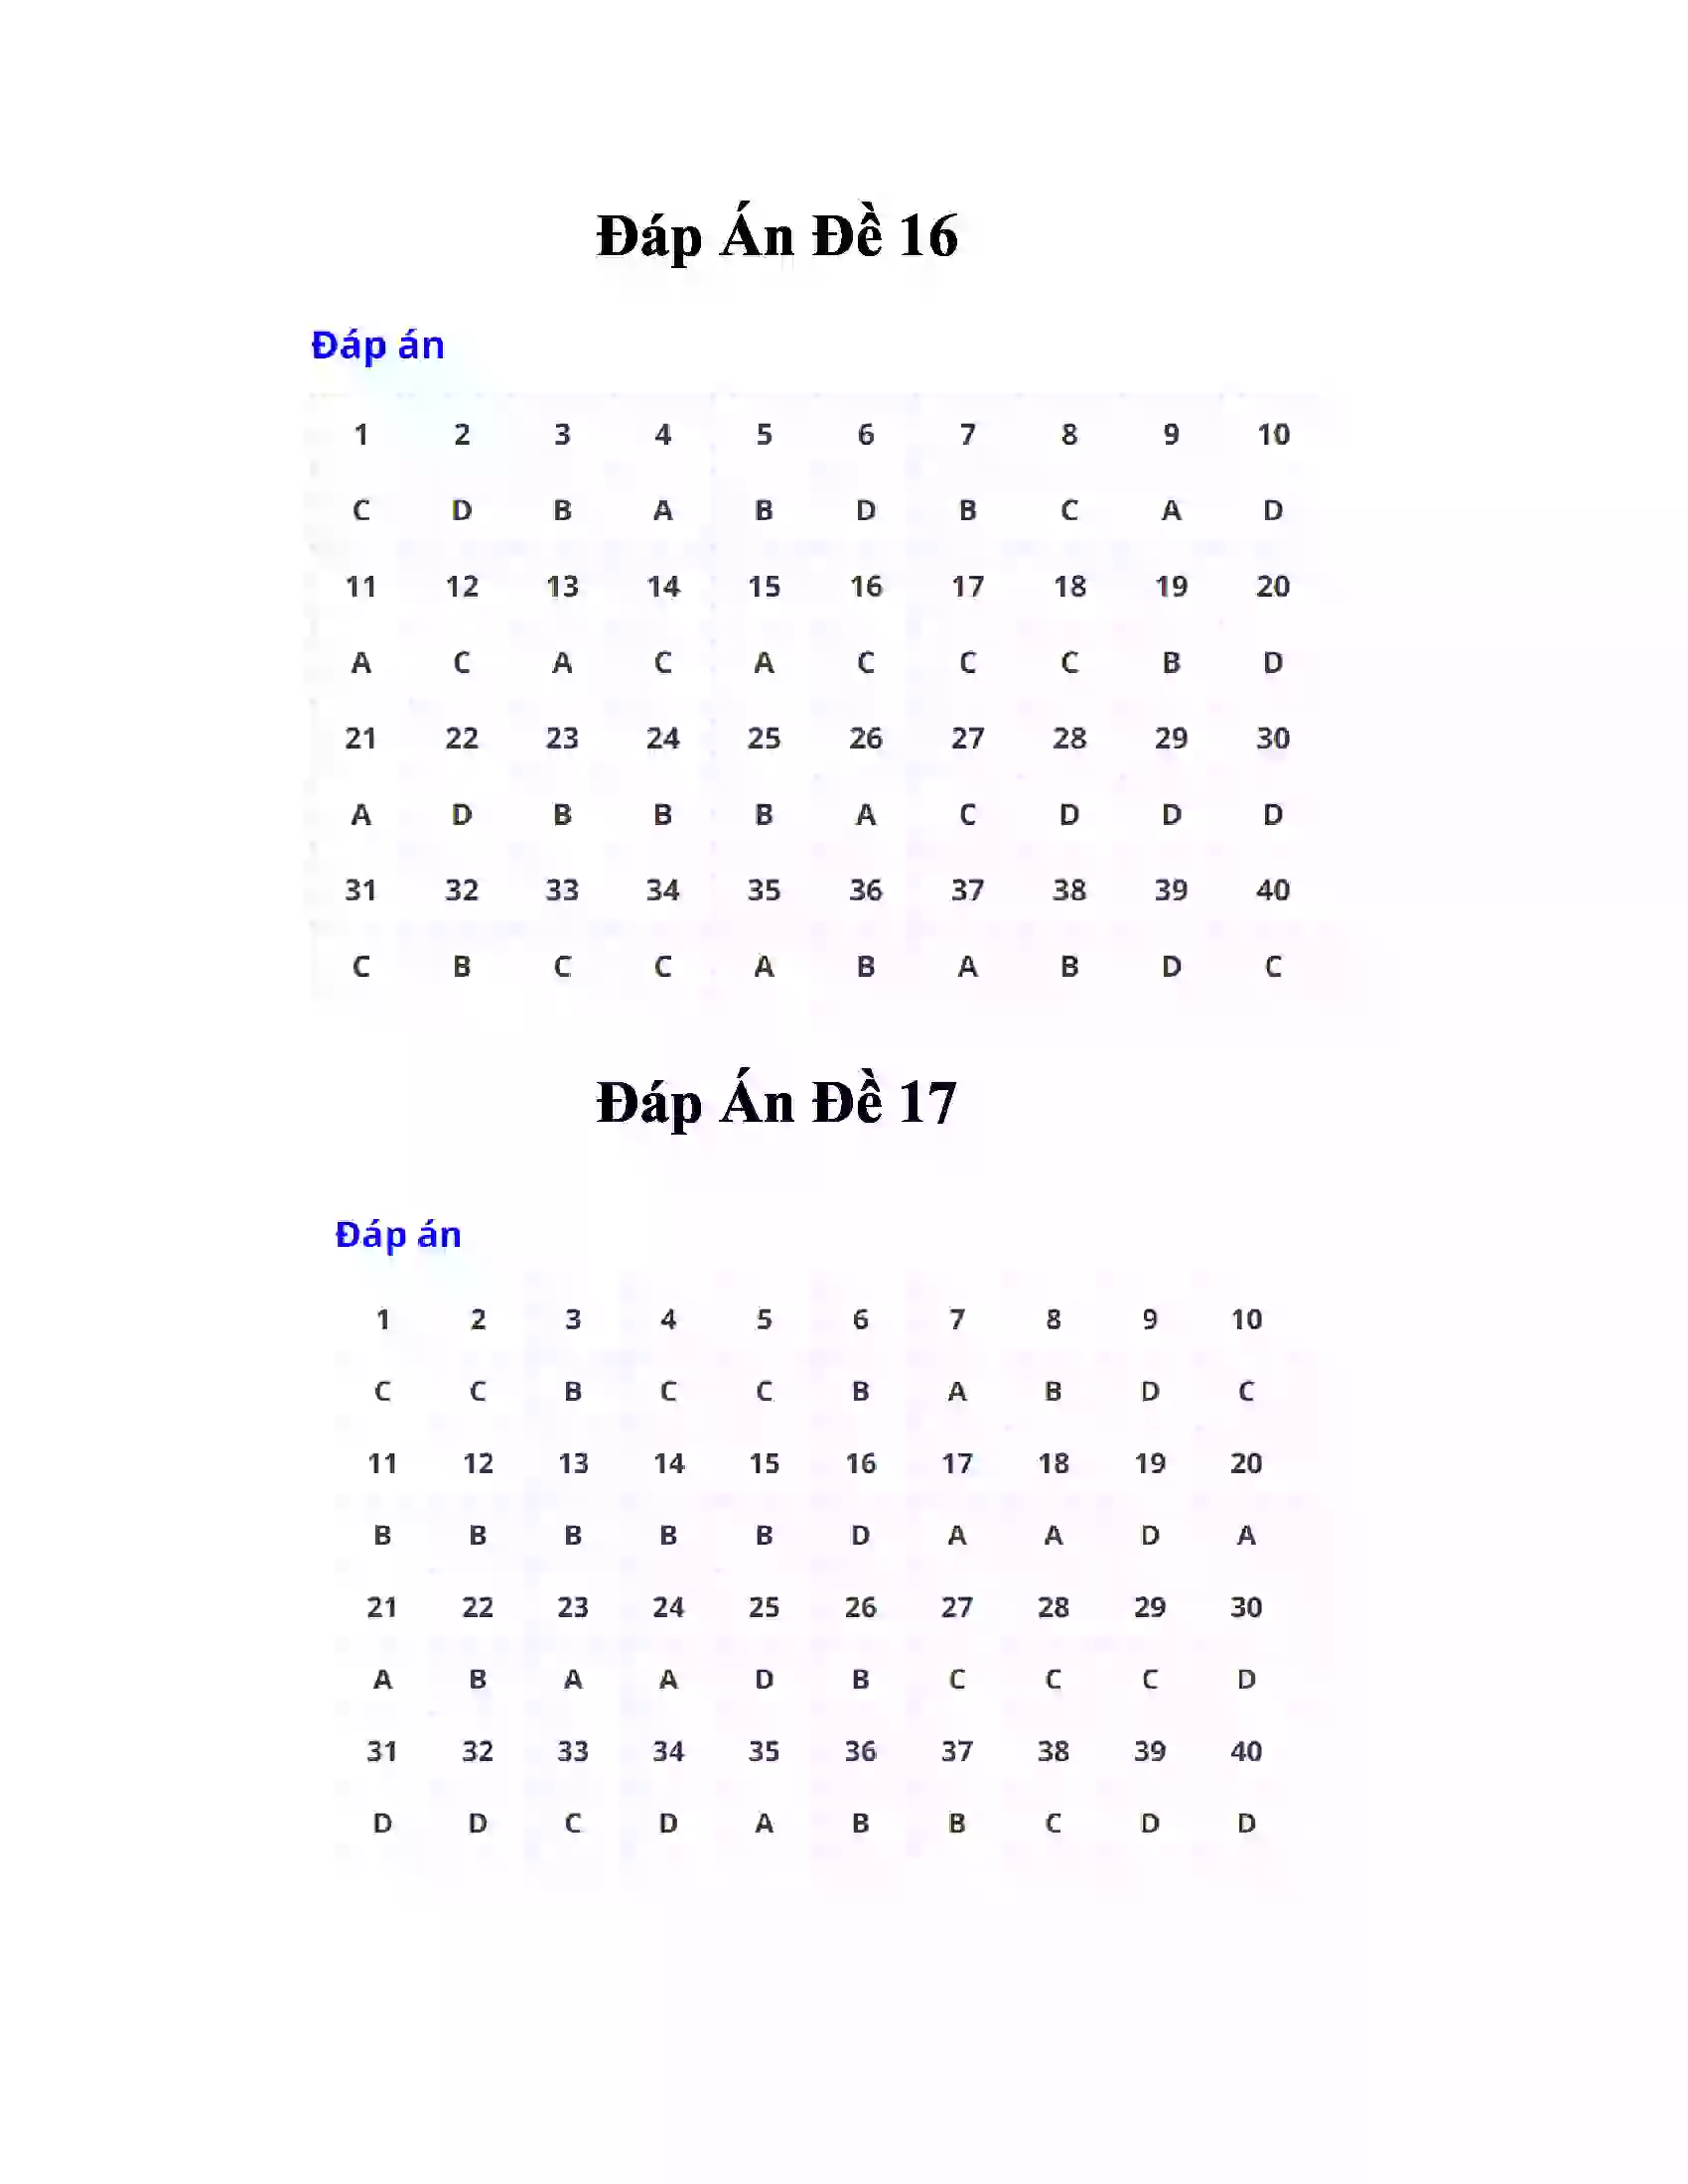 Đáp Án Đề 16
Đáp án
1 2 3 4 5 6 7 8 9 10
C D B A B D B C A D
11 12 13 14 15 16 17 18 19 20
A C A C A C C C B D
21 22 23 24 25 26 27 28 29 30
A D B B B A C D D D
31 32 33 34 35 36 37 38 39 40
C B C C A B A B D C
Đáp Án Đề 17
Đáp án
1 2 3 4 5 6 7 8 9 10
C C B C C B A B D C
11 12 13 14 15 16 17 18 19 20
B B B B B D A A D A
21 22 23 24 25 26 27 28 29 30
A B A A D B C C C D
31 32 33 34 35 36 37 38 39 40
D D C D A B B C D D